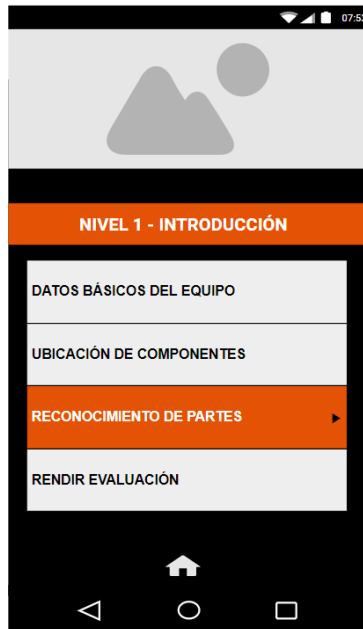 07:53
NIVEL 1 - INTRODUCCIÓN
DATOS BÁSICOS DEL EQUIPO
UBICACIÓN DE COMPONENTES
RECONOCIMIENTO DE PARTES
RENDIR EVALUACIÓN